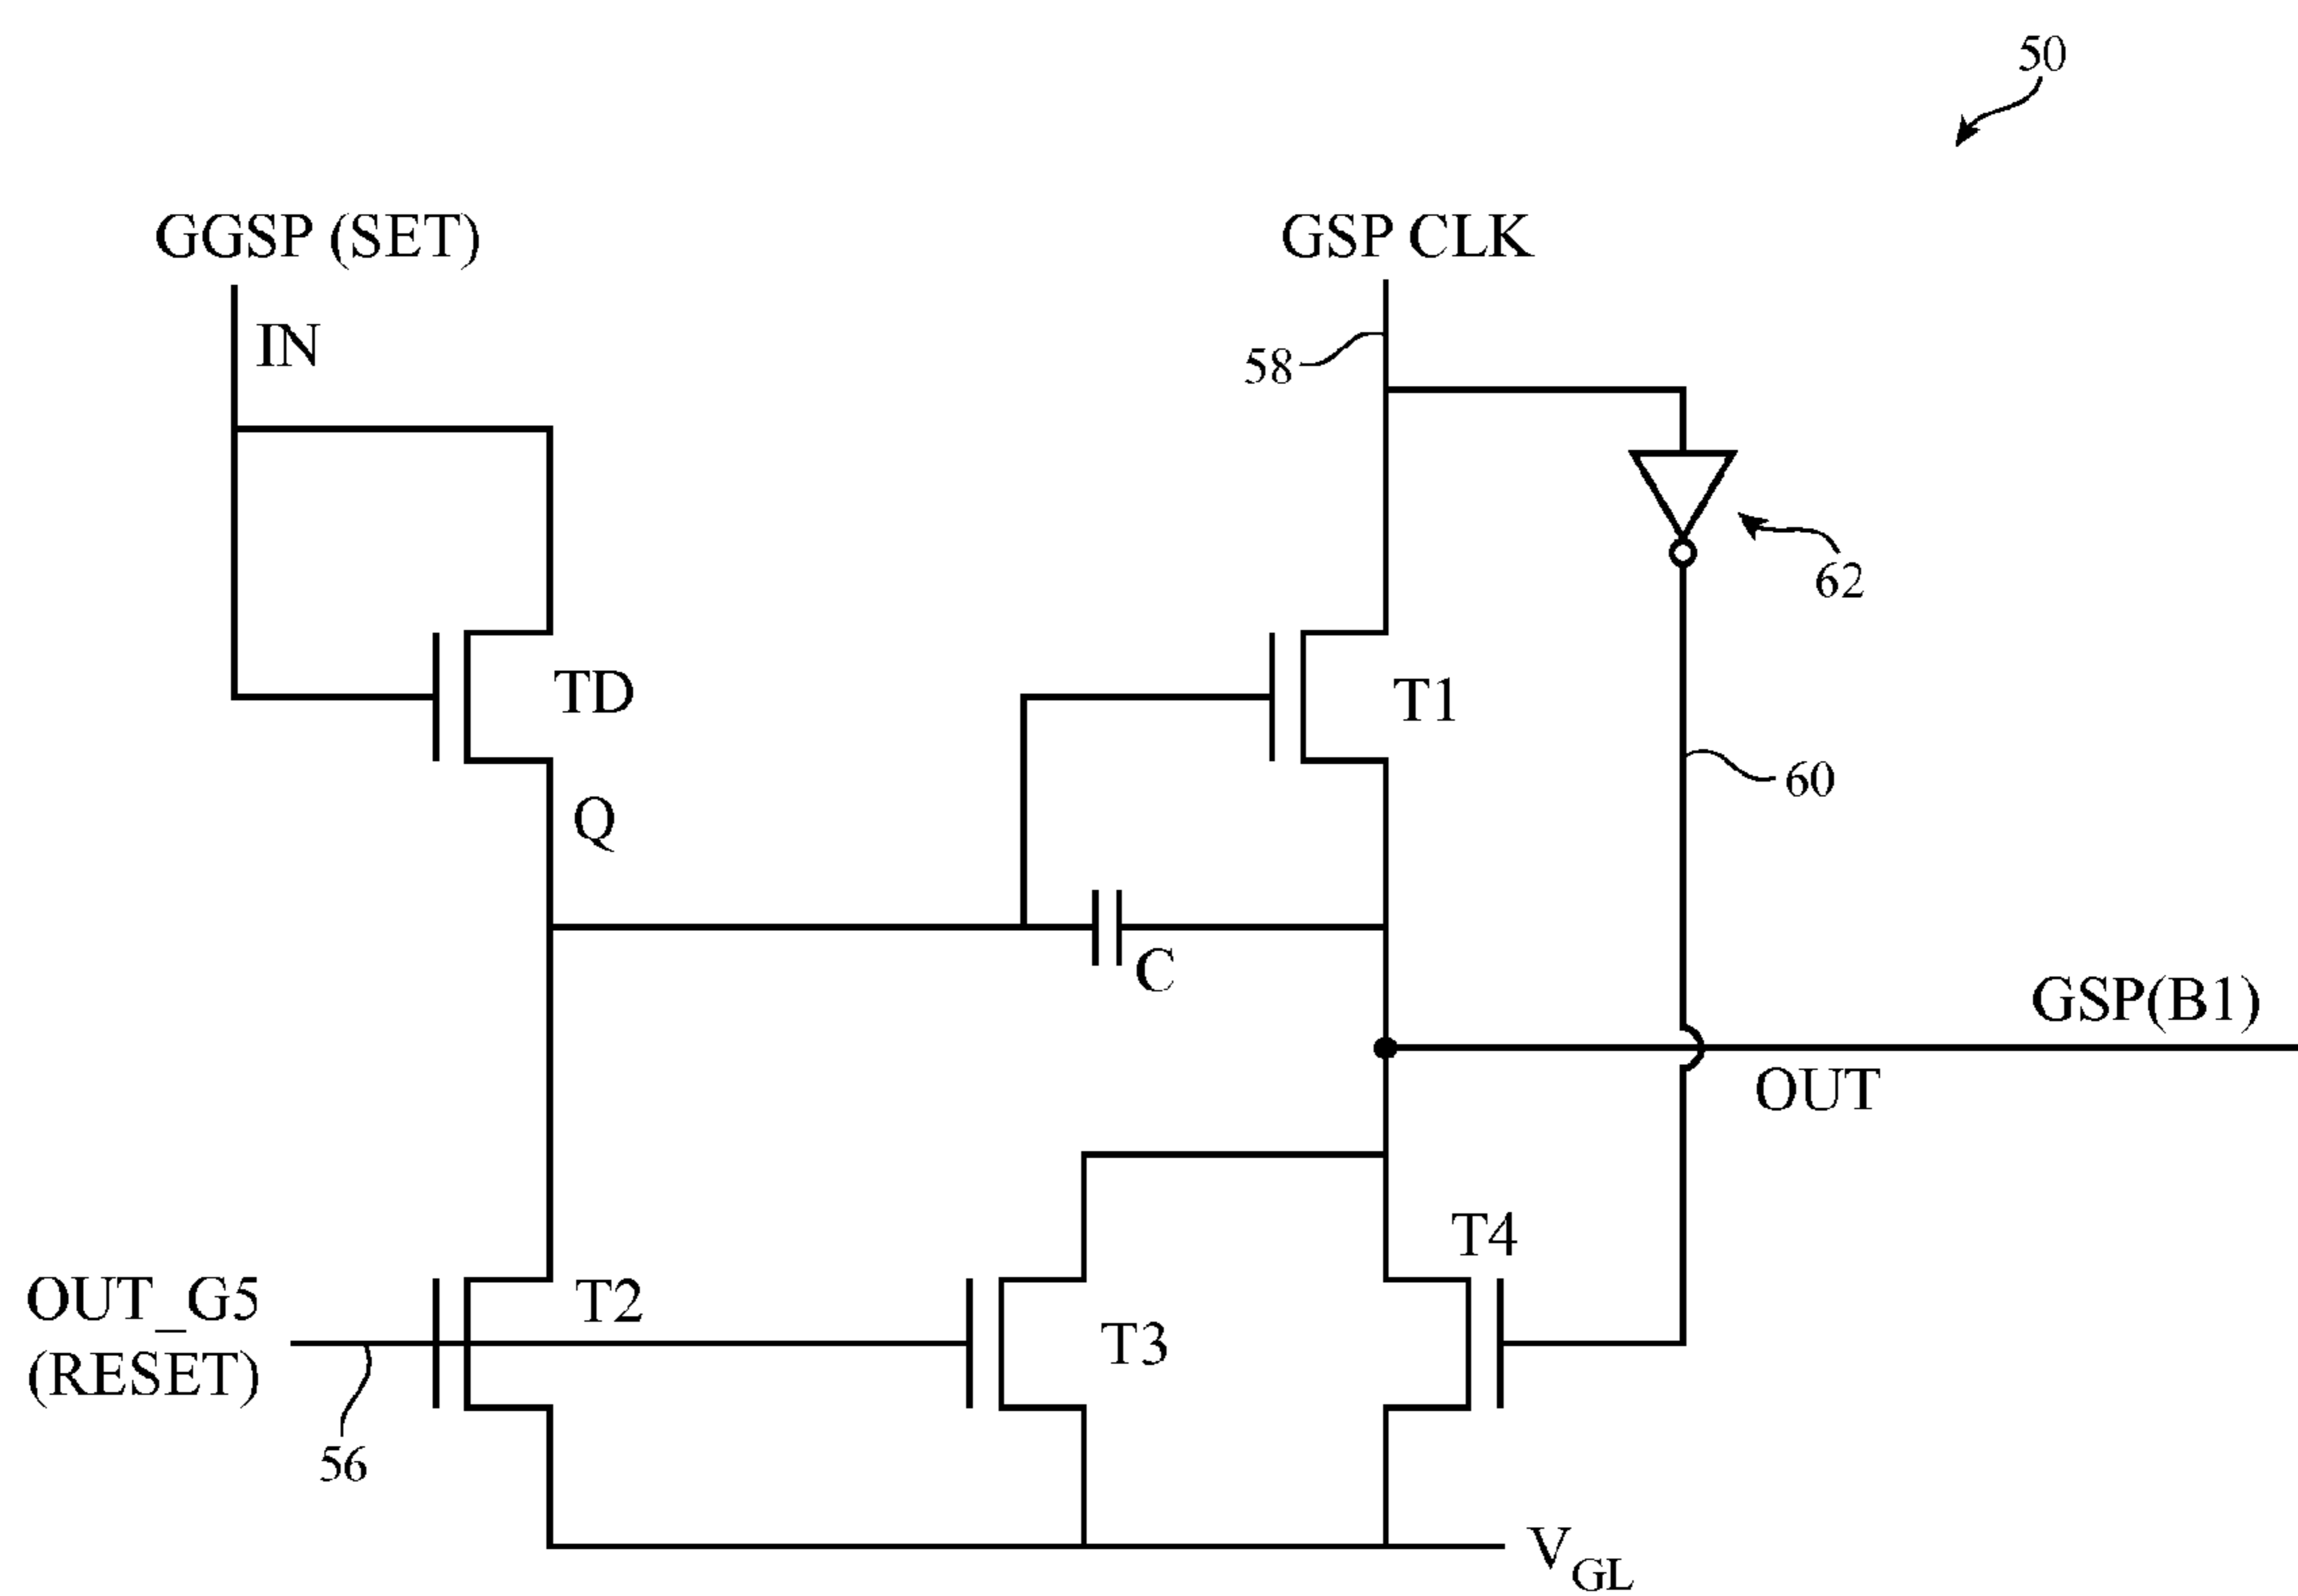 50
GGSP (SET)
GSP CLK
IN
58
62
TD
T1
60
Q
C
GSP(B1)
OUT
T4
OUT_G5
(RESET)
T2
T3
56
VGL